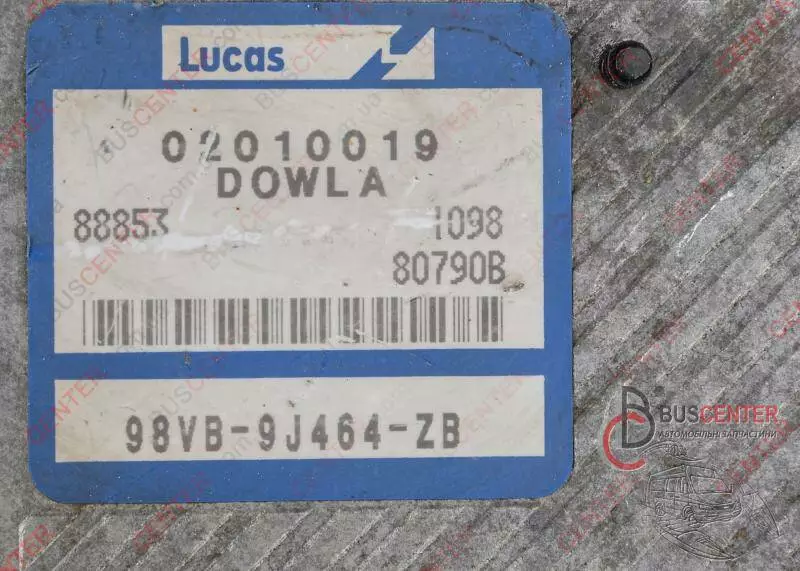 Lucas
02010019
DOWLA
88853 1098
80790B
98VB-9J464-ZB
BUSCENTER
АВТОМОБІЛЬНІ ЗАПЧАСТИНИ